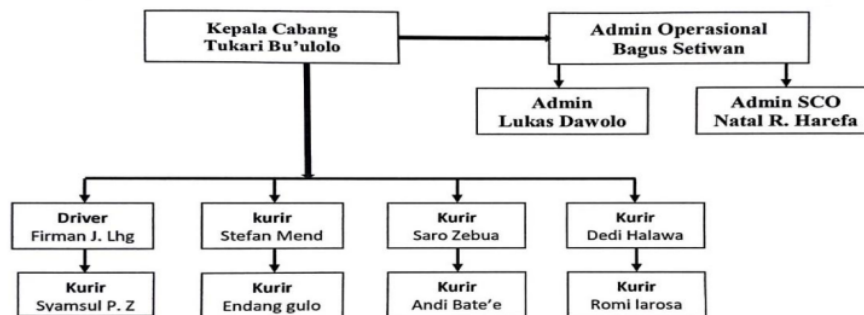 Kepala Cabang
Tukari Bu’ulolo
Admin Operasional
Bagus Setiwan
Admin
Lukas Dawolo
Admin SCO
Natal R. Harefa
Driver
Firman J. Lhg
kurir
Stefan Mend
Kurir
Saro Zebua
Kurir
Dedi Halawa
Kurir
Syamsul P. Z
Kurir
Endang gulo
Kurir
Andi Bate’e
Kurir
Romi larosa